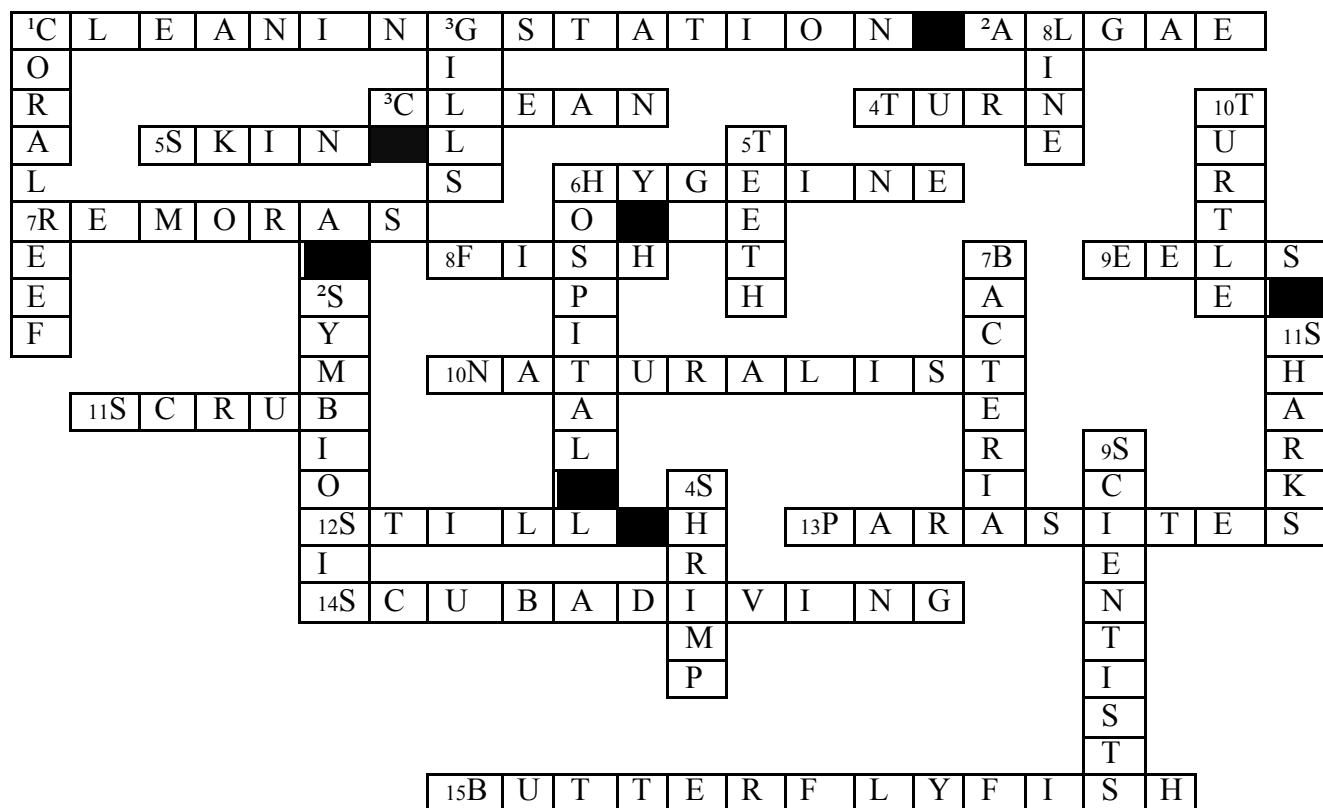 ¹C L E A N I N ³G S T A T I O N ²A 8L G A E
O I I
R ³C L E A N 4T U R N 10T
A 5S K I N L 5T E U
L S 6H Y G E I N E R
7R E M O R A S O E T
E 8F I S H T 7B 9E E L S
E ²S P H A E
F Y I C 11S
M 10N A T U R A L I S T H
11S C R U B A E A
I L R 9S R
O 4S I C K
12S T I L L H 13P A R A S I T E S
I R E
14S C U B A D I V I N G N
M T
P I
S
T
15B U T T E R F L Y F I S H